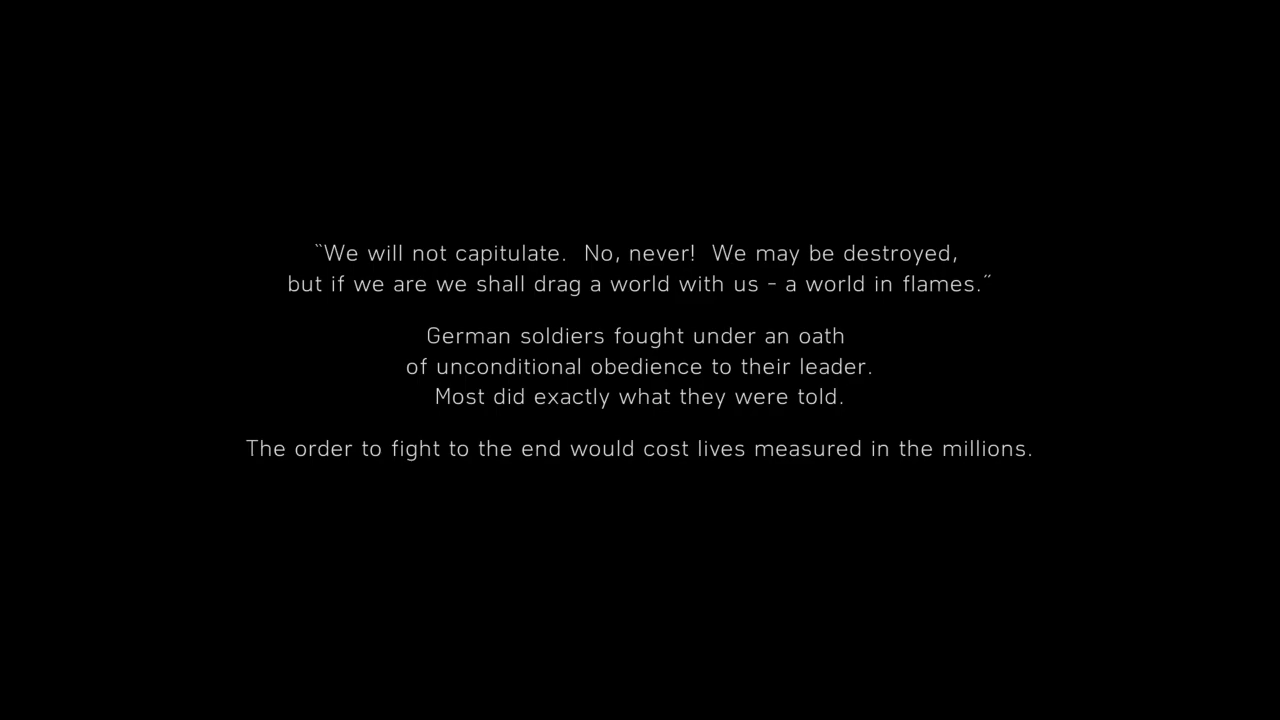 “We will not capitulate.  No, never!  We may be destroyed,
but if we are we shall drag a world with us - a world in flames.”
German soldiers fought under an oath
of unconditional obedience to their leader.
Most did exactly what they were told.
The order to fight to the end would cost lives measured in the millions.